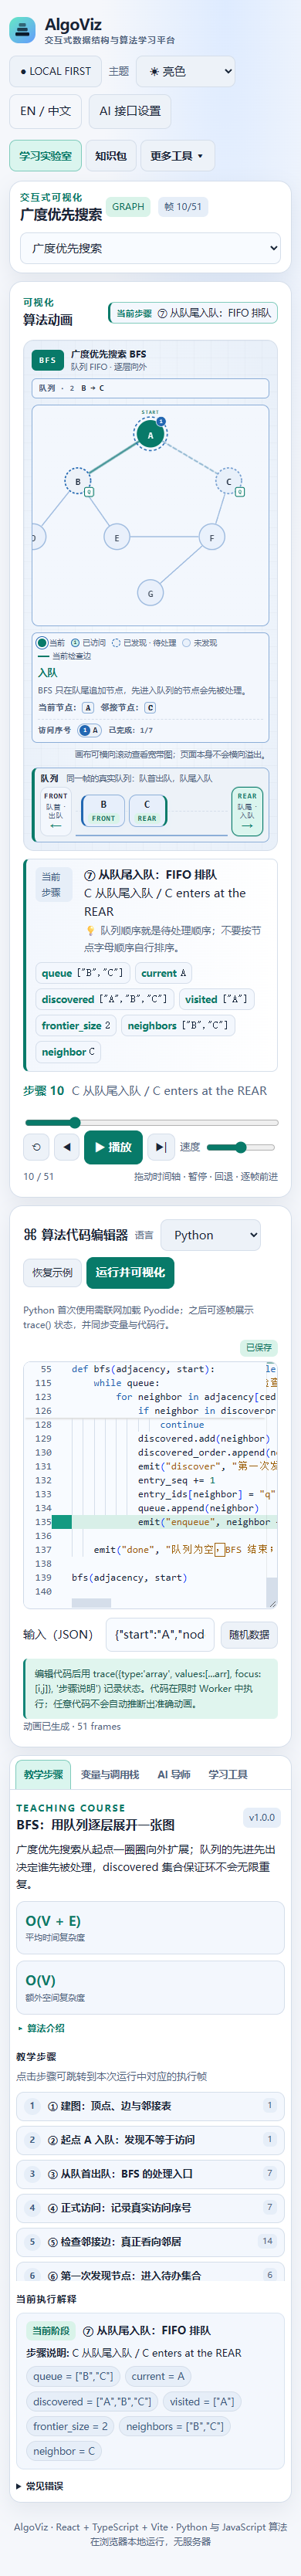 AlgoViz
交互式数据结构与算法学习平台
● LOCAL FIRST 主题 ☀ 亮色
EN / 中文 AI 接口设置
学习实验室 知识包 更多工具 ▾
交互式可视化
广度优先搜索 GRAPH 帧 10/51
广度优先搜索
可视化
算法动画
当前步骤 ⑦ 从队尾入队：FIFO 排队
BFS 广度优先搜索 BFS
队列 FIFO · 逐层向外
队列 · 2 B → C
START
A 1
B Q
C Q
D E F
G
当前 1 已访问 已发现 · 待处理 未发现
当前检查边
入队
BFS 只在队尾追加节点，先进入队列的节点会先被处理。
当前节点： A 邻接节点： C
访问序号 1 A 已完成：1/7
画布可横向滚动查看宽带图，页面本身不会横向溢出。
队列 同一帧的真实队列：队首出队，队尾入队
FRONT
队首 ·
出队
←
B
FRONT
C
REAR
REAR
队尾 ·
入队
→
当前
步骤
⑦ 从队尾入队：FIFO 排队
C 从队尾入队 / C enters at the
REAR
💡 队列顺序就是待处理顺序；不要按
节点字母顺序自行排序。
queue ["B","C"] current A
discovered ["A","B","C"] visited ["A"]
frontier_size 2 neighbors ["B","C"]
neighbor C
步骤 10 C 从队尾入队 / C enters at the REAR
⟲ ◀ ▶ 播放 ▶| 速度
10 / 51 拖动时间轴 · 暂停 · 回退 · 逐帧前进
⌘ 算法代码编辑器 语言 Python
恢复示例 运行并可视化
Python 首次使用需联网加载 Pyodide；之后可逐帧展示
trace() 状态，并同步变量与代码行。
已保存
55 def bfs(adjacency, start):
115 while queue:
123 for neighbor in adjacency[
126 if neighbor in discover
128 continue
129 discovered.add(neighbor)
130 discovered_order.append(ne
131 emit("discover", "第一次发
132 entry_seq += 1
133 entry_ids[neighbor] = "q"
134 queue.append(neighbor)
135 emit("enqueue", neighbor
136
137 emit("done", "队列为空，BFS 结束
138
139 bfs(adjacency, start)
140
输入（JSON） {"start":"A","nod 随机数据
编辑代码后用 trace({type:'array', values:[...arr], focus:
[i,j]}, '步骤说明') 记录状态。代码在限时 Worker 中执
行；任意代码不会自动推断出准确动画。
动画已生成 · 51 frames
教学步骤 变量与调用栈 AI 导师 学习工具
TEACHING COURSE
BFS：用队列逐层展开一张图 v1.0.0
广度优先搜索从起点一圈圈向外扩展；队列的先进先出
决定谁先被处理，discovered 集合保证环不会无限重
复。
O(V + E)
平均时间复杂度
O(V)
额外空间复杂度
▸ 算法介绍
教学步骤
点击步骤可跳转到本次运行中对应的执行帧
1 ① 建图：顶点、边与邻接表 1
2 ② 起点 A 入队：发现不等于访问 1
3 ③ 从队首出队：BFS 的处理入口 7
4 ④ 正式访问：记录真实访问序号 7
5 ⑤ 检查邻接边：真正看向邻居 14
6 ⑥ 第一次发现节点：进入待办集合 6
当前执行解释
当前阶段 ⑦ 从队尾入队：FIFO 排队
步骤说明: C 从队尾入队 / C enters at the REAR
queue = ["B","C"] current = A
discovered = ["A","B","C"] visited = ["A"]
frontier_size = 2 neighbors = ["B","C"]
neighbor = C
▸ 常见错误
AlgoViz · React + TypeScript + Vite · Python 与 JavaScript 算法
在浏览器本地运行，无服务器